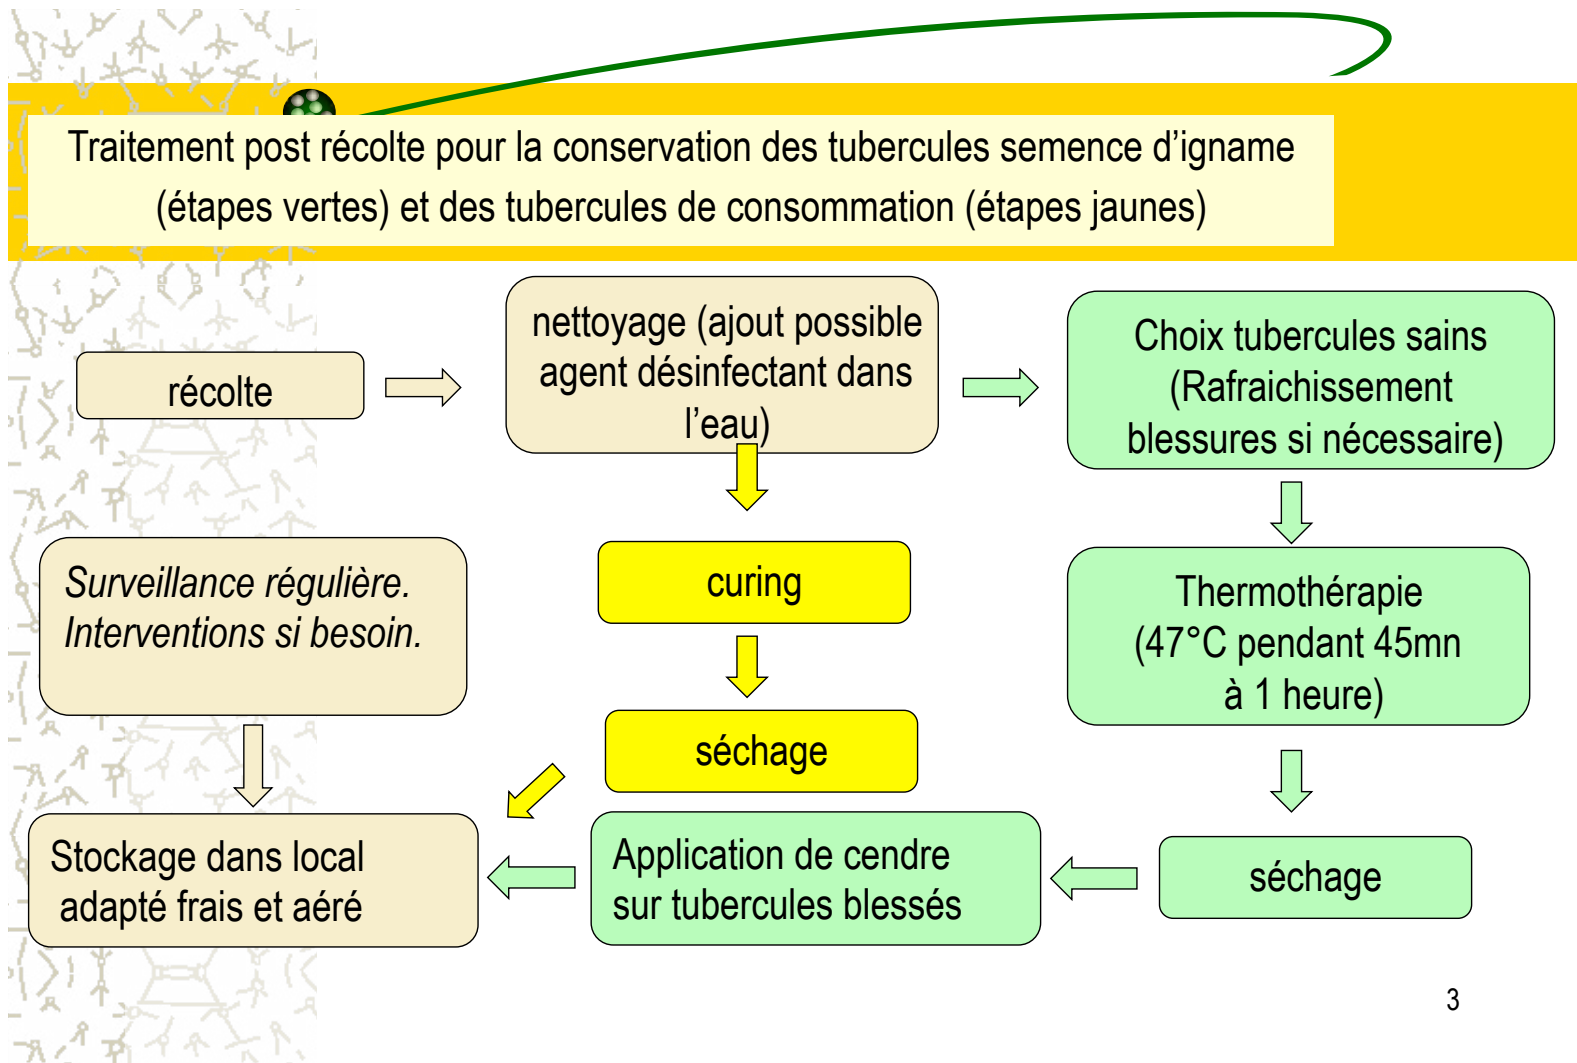 Traitement post récolte pour la conservation des tubercules semence d’igname
(étapes vertes) et des tubercules de consommation (étapes jaunes)
récolte
nettoyage (ajout possible
agent désinfectant dans
l’eau)
Choix tubercules sains
(Rafraichissement
blessures si nécessaire)
Surveillance régulière.
Interventions si besoin.
curing
Thermothérapie
(47°C pendant 45mn
à 1 heure)
séchage
Stockage dans local
adapté frais et aéré
Application de cendre
sur tubercules blessés
séchage
3